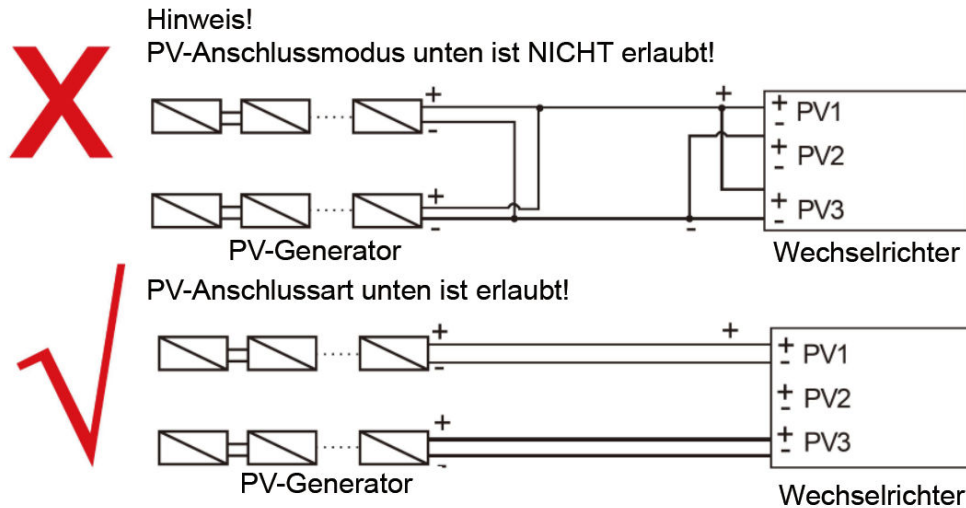 Hinweis!
PV-Anschlussmodus unten ist NICHT erlaubt!
+
-
+
+
-
PV1
+
-
PV2
+
-
-
+
-
PV3
PV-Generator
Wechselrichter
PV-Anschlussart unten ist erlaubt!
+
-
+
+
-
PV1
+
-
PV2
+
-
+
-
PV3
PV-Generator
Wechselrichter